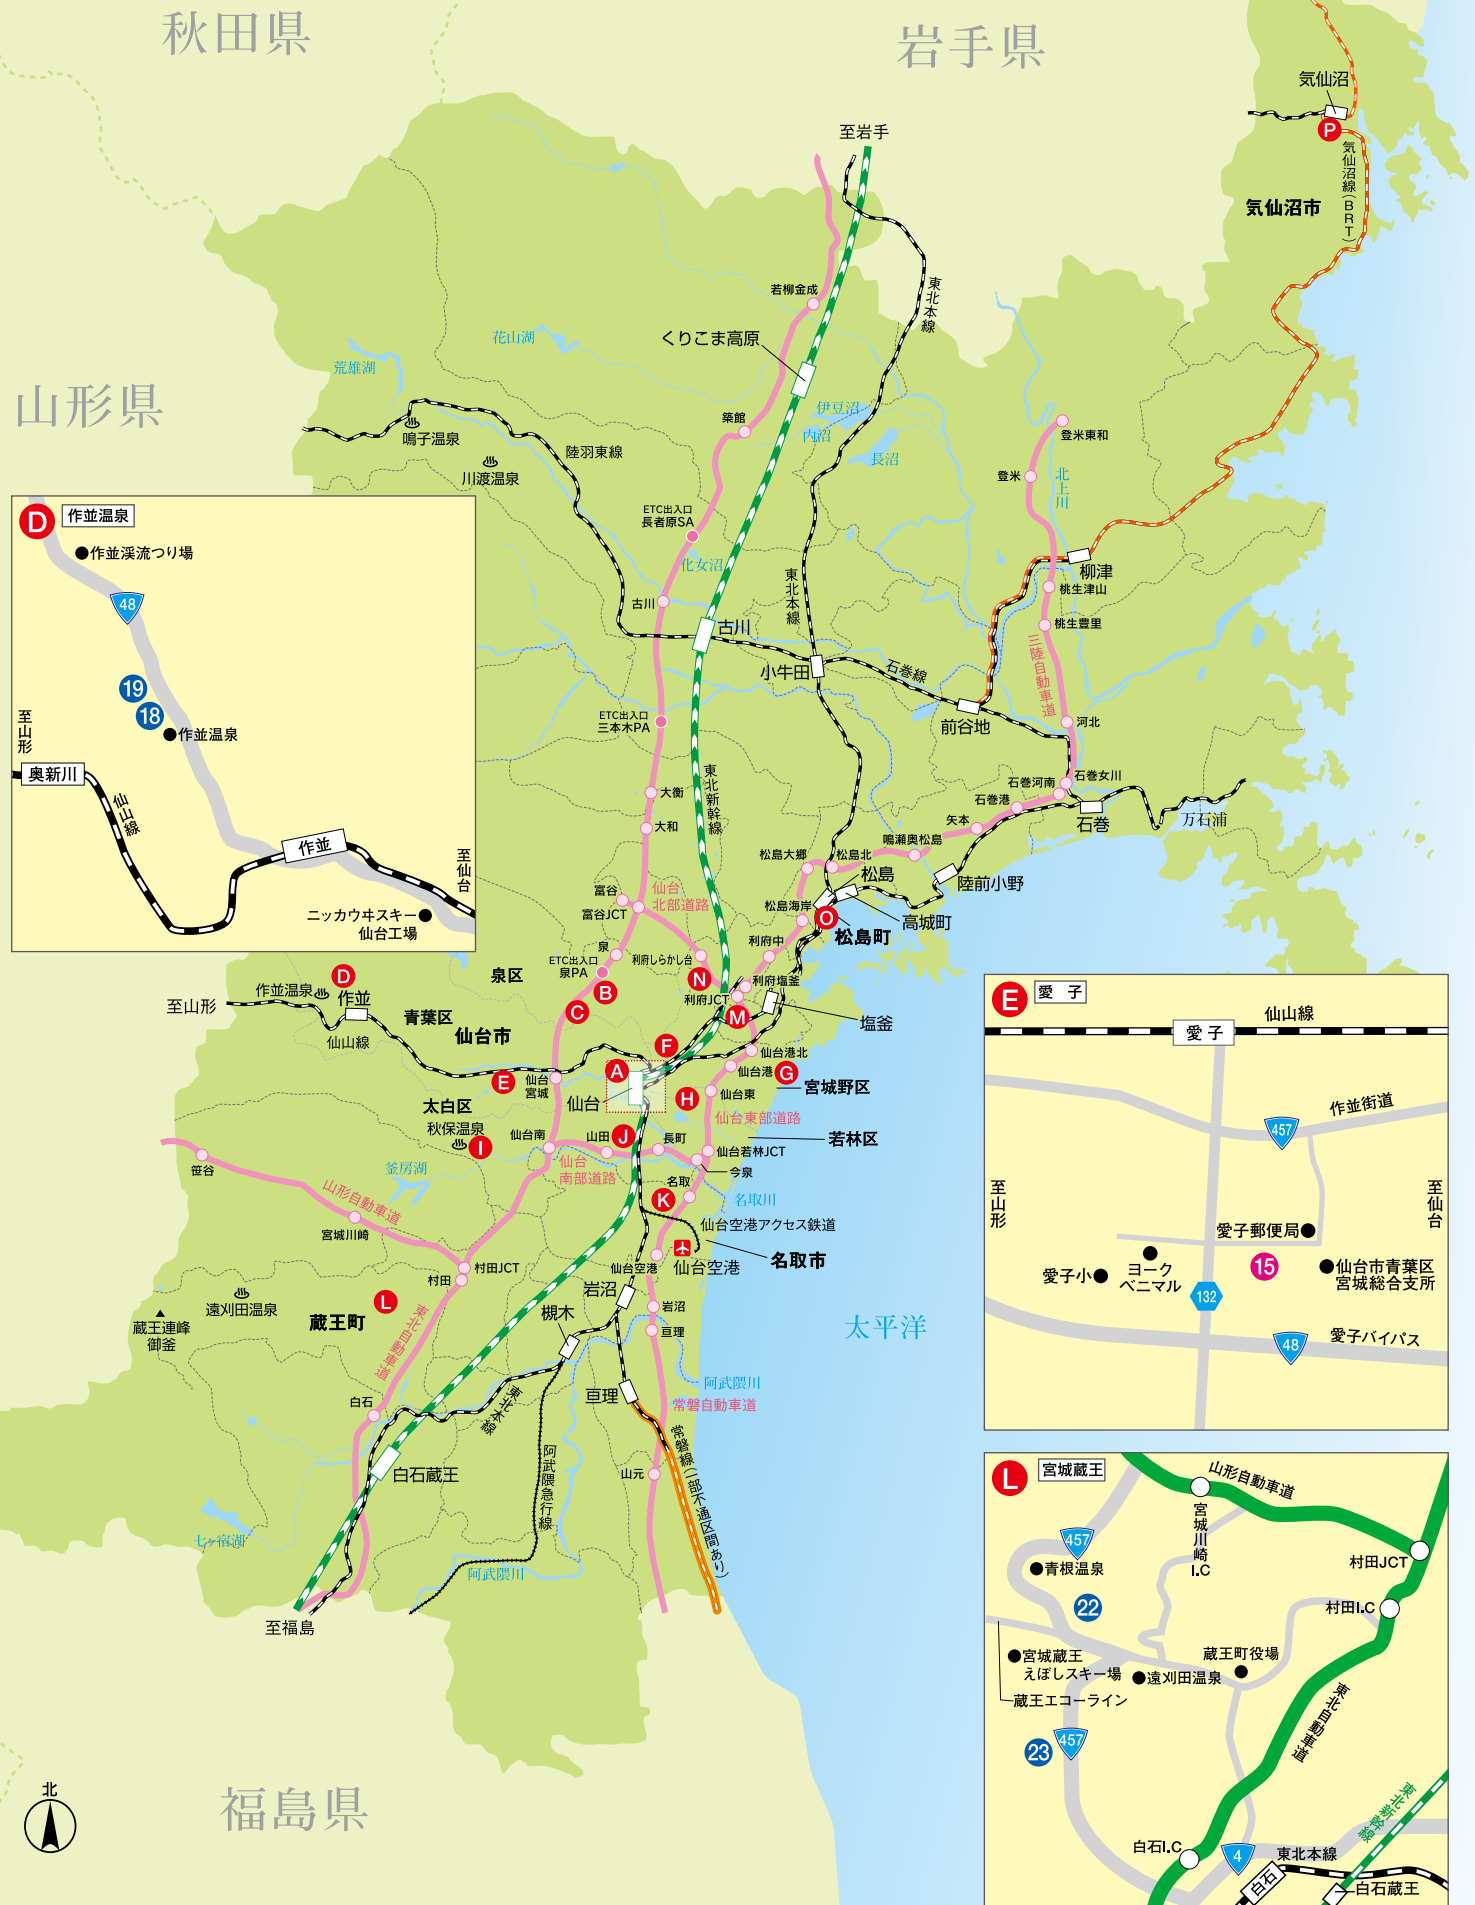 秋田県
岩手県
山形県
福島県
太平洋
北
至岩手
気仙沼
P
気仙沼線(BRT)
気仙沼市
若柳金成
東北本線
くりこま高原
花山湖
荒雄湖
鳴子温泉
川渡温泉
陸羽東線
築館
伊豆沼
内沼
長沼
登米東和
登米
北上川
ETC出入口
長者原SA
化女沼
東北本線
柳津
桃生津山
桃生豊里
三陸自動車道
古川
古川
小牛田
石巻線
前谷地
河北
ETC出入口
三本木PA
東北新幹線
石巻女川
石巻河南
石巻港
石巻
万石浦
矢本
鳴瀬奥松島
陸前小野
大衡
大和
松島大郷
松島北
松島
高城町
松島海岸
O
松島町
富谷
富谷JCT
仙台
北部道路
利府中
利府しらかし台
N
利府塩釜
利府JCT
M
塩釜
泉
ETC出入口
泉PA
B
C
泉区
青葉区
仙台市
D
作並温泉
作並
仙山線
至山形
E
仙台
宮城
F
A
仙台
仙台港北
仙台港
G
宮城野区
H
仙台東
仙台東部道路
若林区
太白区
秋保温泉
I
仙台南
山田
J
長町
仙台若林JCT
今泉
仙台
南部道路
名取
K
名取川
仙台空港アクセス鉄道
名取市
仙台空港
仙台空港
釜房湖
笹谷
山形自動車道
宮城川崎
村田JCT
村田
L
遠刈田温泉
蔵王町
蔵王連峰
御釜
東北自動車道
岩沼
槻木
岩沼
亘理
亘理
阿武隈川
常磐自動車道
白石
東北本線
白石蔵王
阿武隈急行線
常磐線(一部不通区間あり)
山元
七ヶ宿湖
阿武隈川
至福島
D
作並温泉
作並渓流つり場
48
19
18
作並温泉
至山形
奥新川
仙山線
作並
至仙台
ニッカウヰスキー
仙台工場
E
愛 子
仙山線
愛 子
作並街道
457
至山形
至仙台
愛子郵便局
ヨーク
ベニマル
愛子小
15
仙台市青葉区
宮城総合支所
132
48
愛子バイパス
L
宮城蔵王
山形自動車道
宮城川崎I.C
457
青根温泉
村田JCT
22
村田I.C
宮城蔵王
えぼしスキー場
蔵王町役場
遠刈田温泉
蔵王エコーライン
23
457
東北自動車道
東北新幹線
白石I.C
4
東北本線
白石
白石蔵王